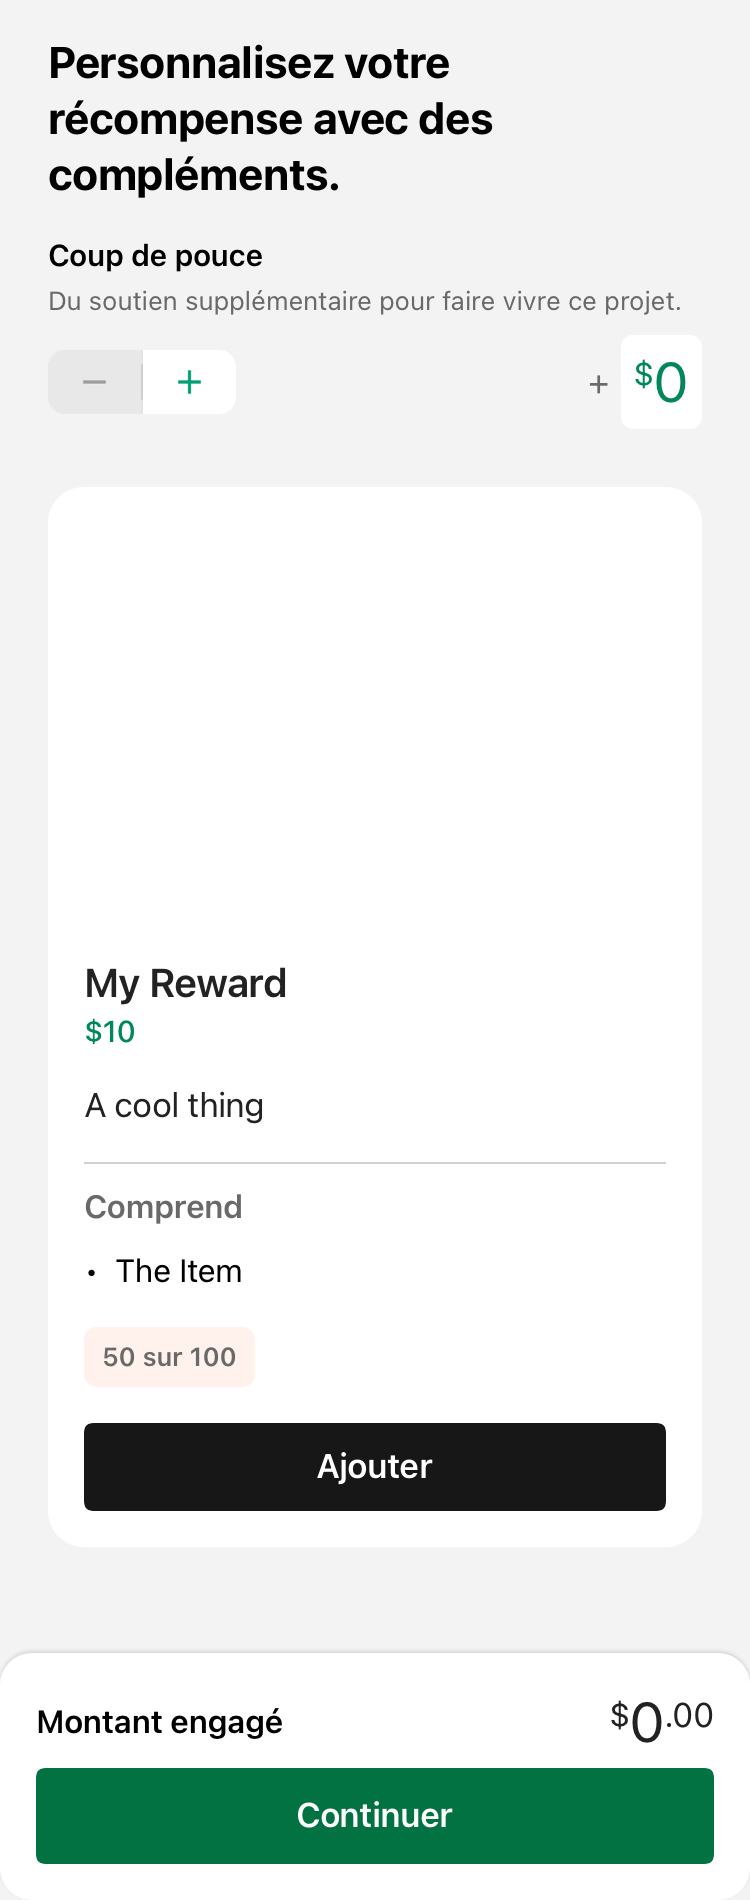 Personnalisez votre
récompense avec des
compléments.
Coup de pouce
Du soutien supplémentaire pour faire vivre ce projet.
− + + $0
My Reward
$10
A cool thing
Comprend
• The Item
50 sur 100
Ajouter
Montant engagé $0.00
Continuer